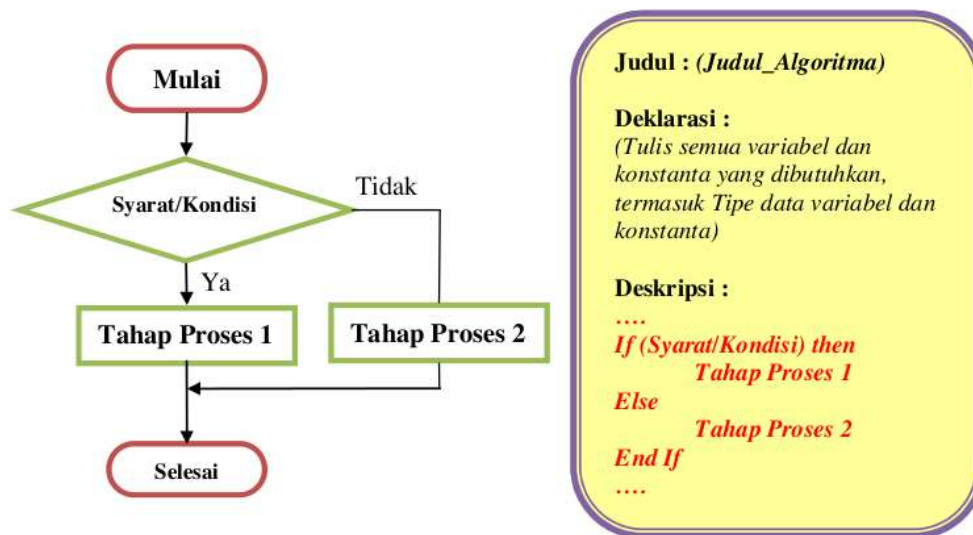 Mulai
Syarat/Kondisi
Tidak
Ya
Tahap Proses 1
Tahap Proses 2
Selesai
Judul : (Judul_Algoritma)
Deklarasi :
(Tulis semua variabel dan
konstanta yang dibutuhkan,
termasuk Tipe data variabel dan
konstanta)
Deskripsi :
....
If (Syarat/Kondisi) then
Tahap Proses 1
Else
Tahap Proses 2
End If
....